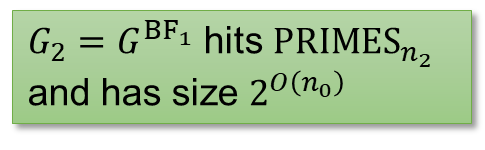 G₂ = G^BF₁ hits PRIMES_n₂
and has size 2^O(n₀)